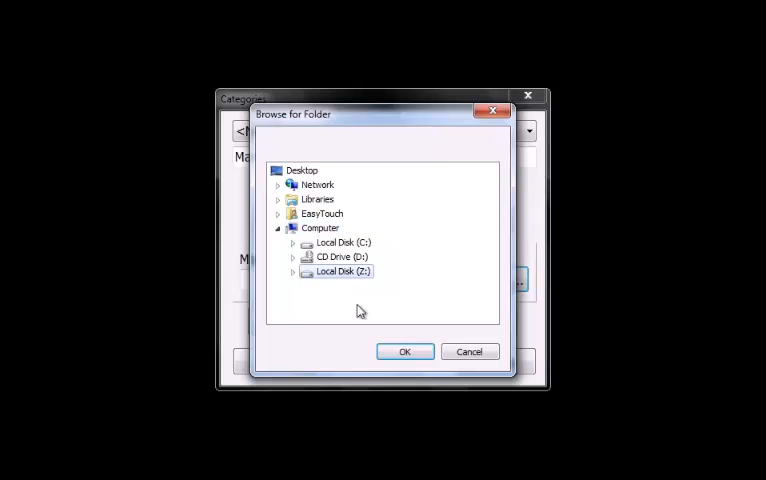 Categories
Browse for Folder
Desktop
Network
Libraries
EasyTouch
Computer
Local Disk (C:)
CD Drive (D:)
Local Disk (Z:)
OK
Cancel